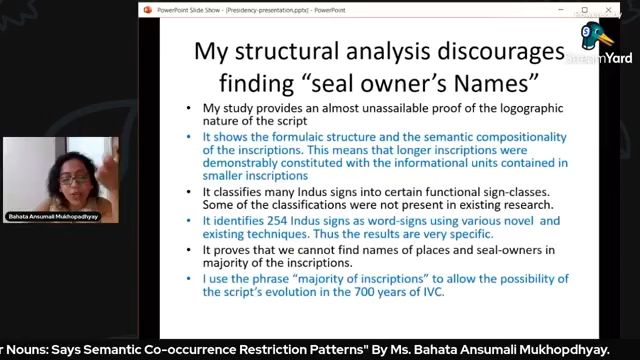 PowerPoint Slide Show - [Presidency-presentation.pptx] - PowerPoint
StreamYard
My structural analysis discourages
finding “seal owner’s Names”
• My study provides an almost unassailable proof of the logographic
nature of the script
• It shows the formulaic structure and the semantic compositionality
of the inscriptions. This means that longer inscriptions were
demonstrably constituted with the informational units contained in
smaller inscriptions
• It classifies many Indus signs into certain functional sign-classes.
Some of the classifications were not present in existing research.
• It identifies 254 Indus signs as word-signs using various novel and
existing techniques. Thus the results are very specific.
• It proves that we cannot find names of places and seal-owners in
majority of the inscriptions.
• I use the phrase “majority of inscriptions” to allow the possibility of
the script’s evolution in the 700 years of IVC.
Bahata Ansumali Mukhopadhyay
r Nouns: Says Semantic Co-occurrence Restriction Patterns" By Ms. Bahata Ansumali Mukhopdhyay.